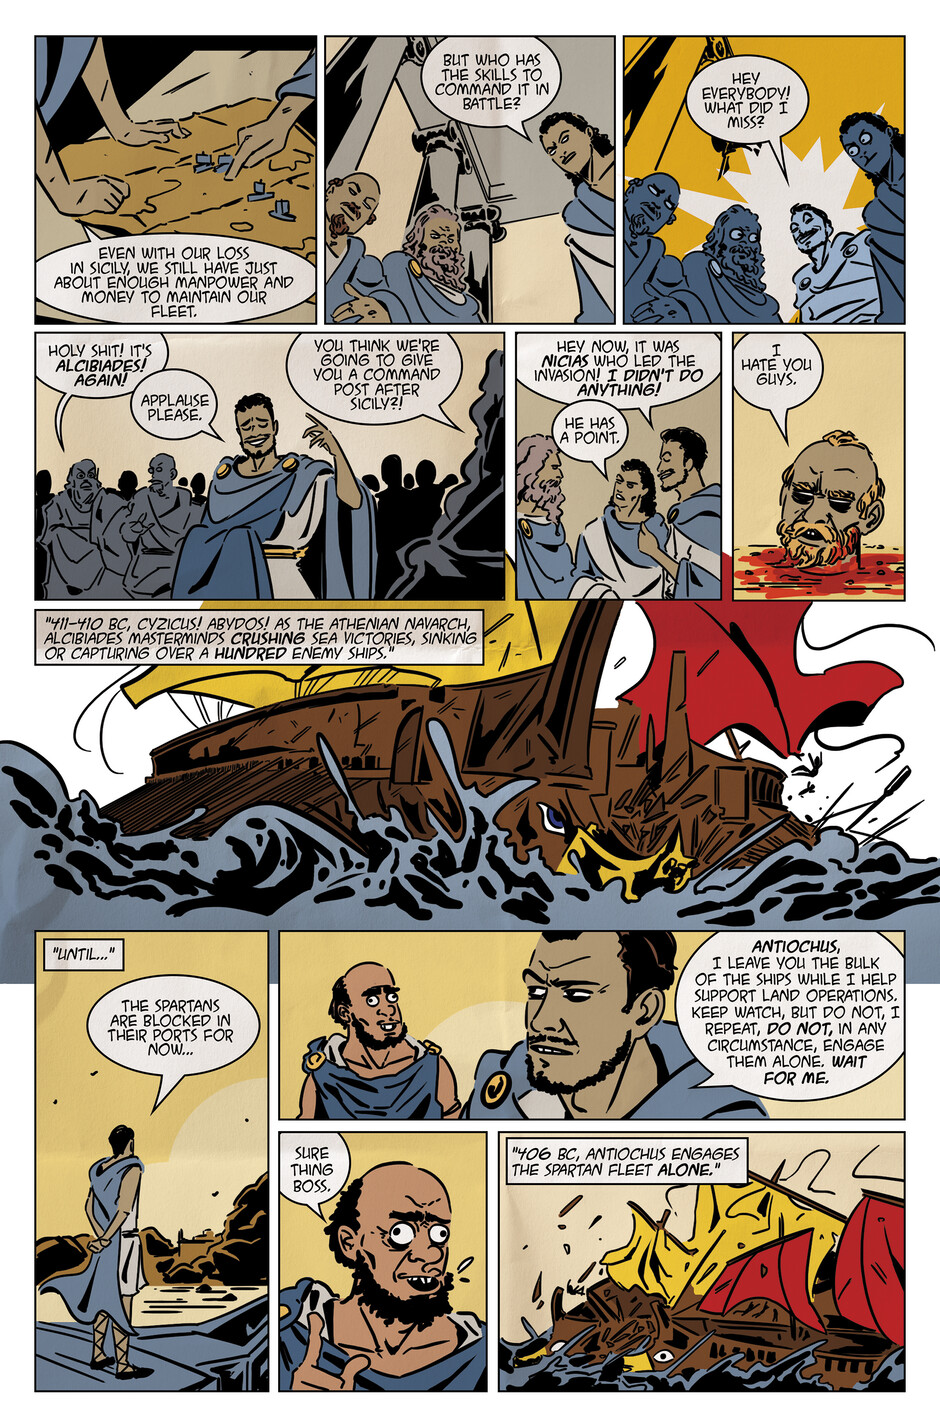 EVEN WITH OUR LOSS
IN SICILY, WE STILL HAVE JUST
ABOUT ENOUGH MANPOWER AND
MONEY TO MAINTAIN OUR
FLEET.
BUT WHO HAS
THE SKILLS TO
COMMAND IT IN
BATTLE?
HEY
EVERYBODY!
WHAT DID I
MISS?
HOLY SHIT! IT'S
ALCIBIADES!
AGAIN!
APPLAUSE
PLEASE.
YOU THINK WE'RE
GOING TO GIVE
YOU A COMMAND
POST AFTER
SICILY?!
HEY NOW, IT WAS
NICIAS WHO LED THE
INVASION! I DIDN'T DO
ANYTHING!
HE HAS
A POINT.
I
HATE YOU
GUYS.
"411-410 BC, CYZICUS! ABYDOS! AS THE ATHENIAN NAVARCH,
ALCIBIADES MASTERMINDS CRUSHING SEA VICTORIES, SINKING
OR CAPTURING OVER A HUNDRED ENEMY SHIPS."
"UNTIL..."
THE SPARTANS
ARE BLOCKED IN
THEIR PORTS FOR
NOW...
ANTIOCHUS,
I LEAVE YOU THE BULK
OF THE SHIPS WHILE I HELP
SUPPORT LAND OPERATIONS.
KEEP WATCH, BUT DO NOT, I
REPEAT, DO NOT, IN ANY
CIRCUMSTANCE, ENGAGE
THEM ALONE. WAIT
FOR ME.
SURE
THING
BOSS.
"406 BC, ANTIOCHUS ENGAGES
THE SPARTAN FLEET ALONE."